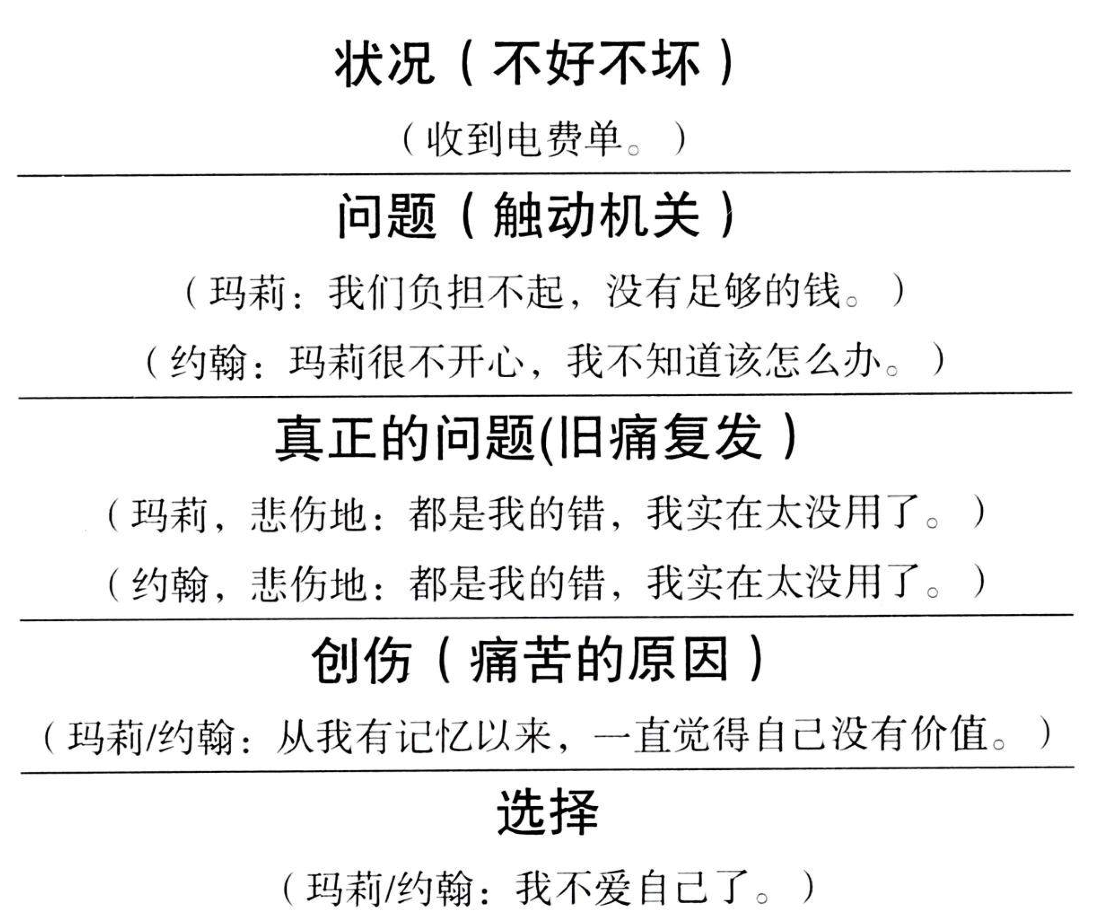 状况（不好不坏）
（收到电费单。）
问题（触动机关）
（玛莉：我们负担不起，没有足够的钱。）
（约翰：玛莉很不开心，我不知道该怎么办。）
真正的问题(旧痛复发）
（玛莉，悲伤地：都是我的错，我实在太没用了。）
（约翰，悲伤地：都是我的错，我实在太没用了。）
创伤（痛苦的原因）
（玛莉/约翰：从我有记忆以来，一直觉得自己没有价值。）
选择
（玛莉/约翰：我不爱自己了。）